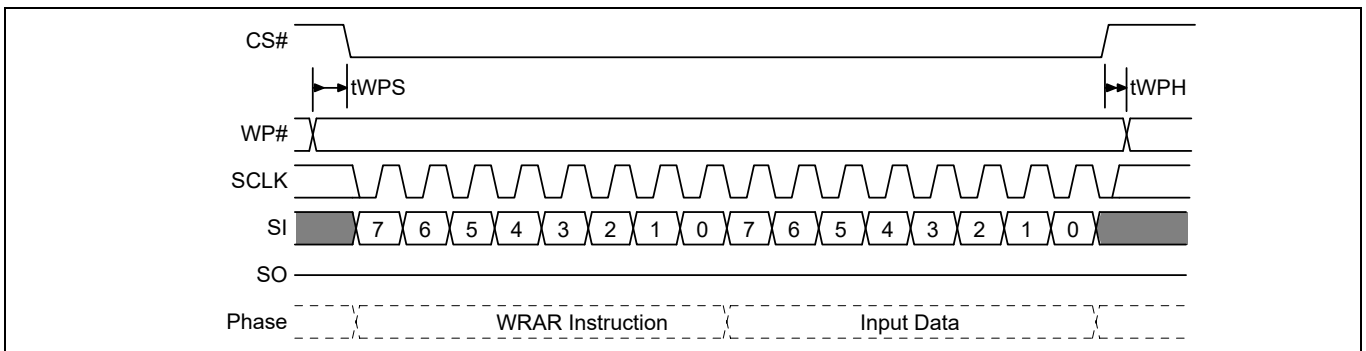 CS#
tWPS tWPH
WP#
SCLK
SI 7 6 5 4 3 2 1 0 7 6 5 4 3 2 1 0
SO
Phase WRAR Instruction Input Data